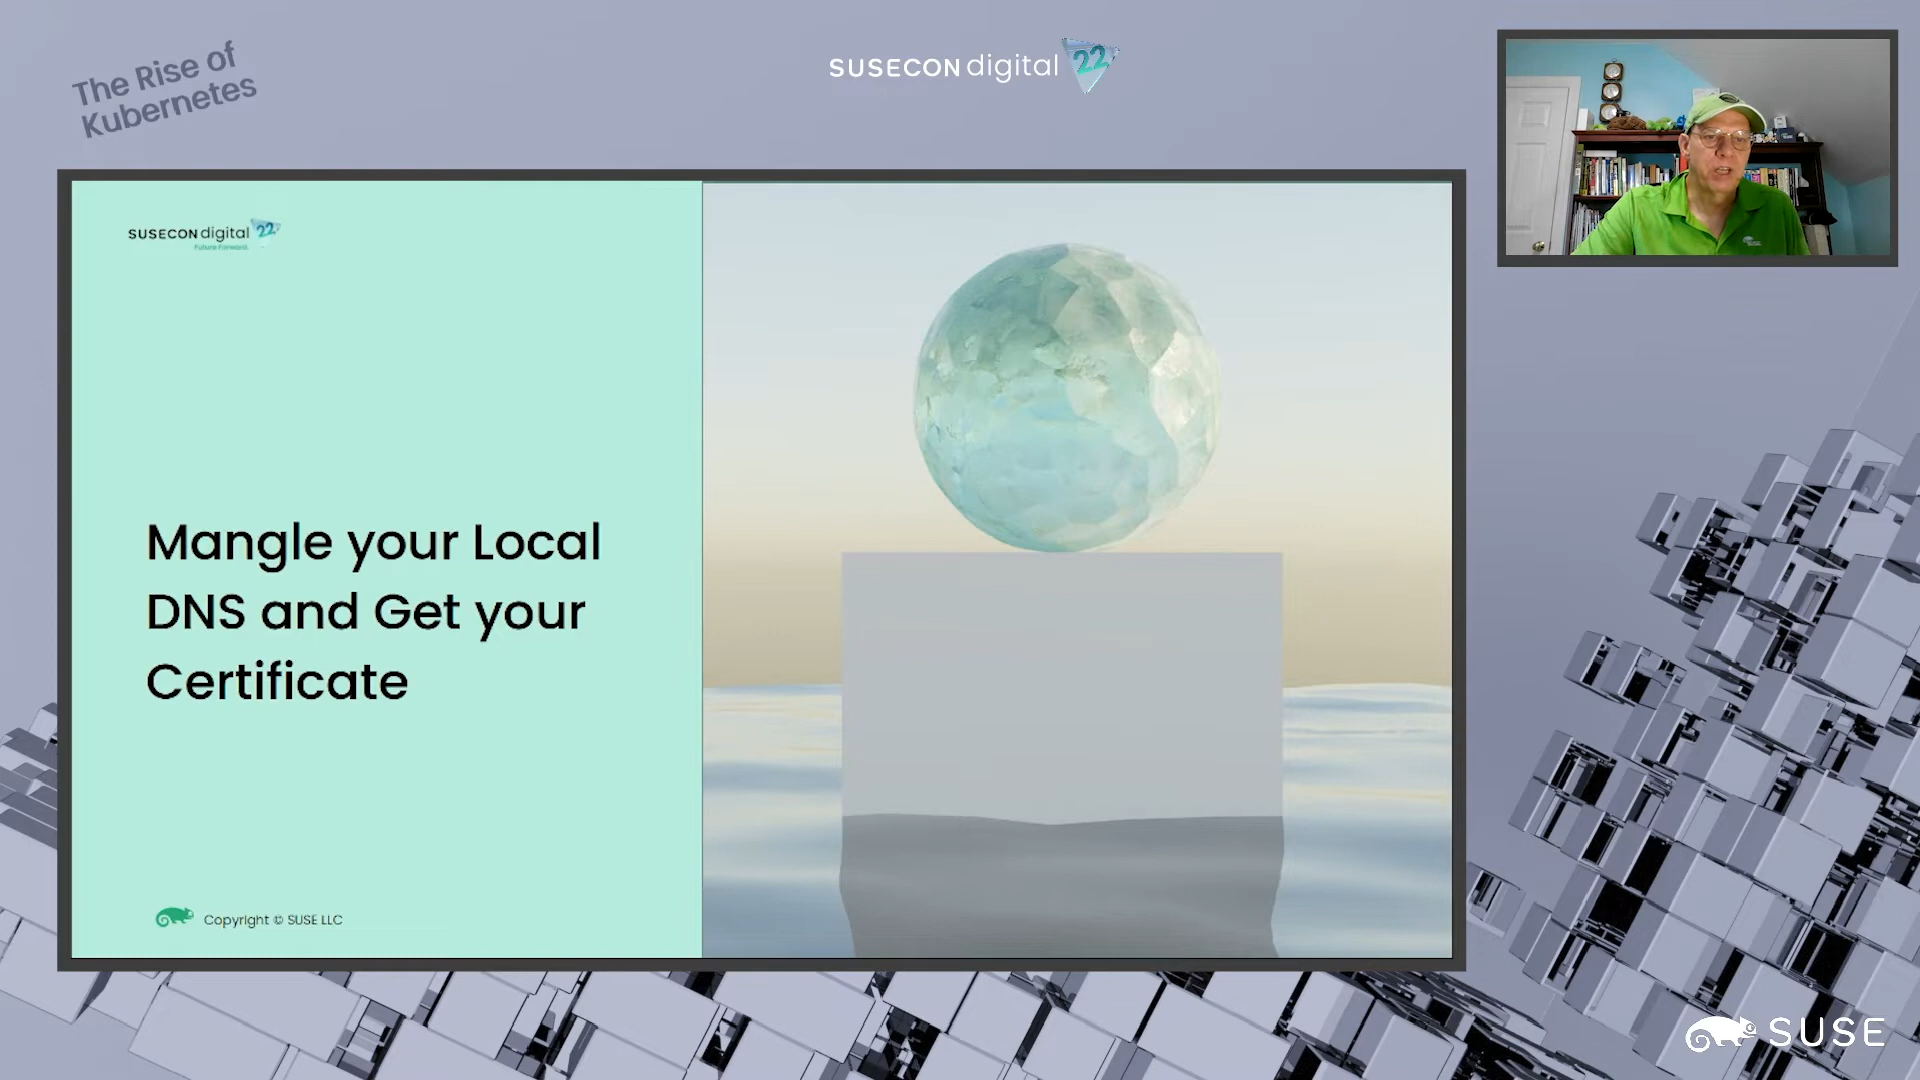 The Rise of
Kubernetes
SUSECON digital 22
SUSECON digital 22
Future Forward.
Mangle your Local
DNS and Get your
Certificate
Copyright © SUSE LLC
SUSE